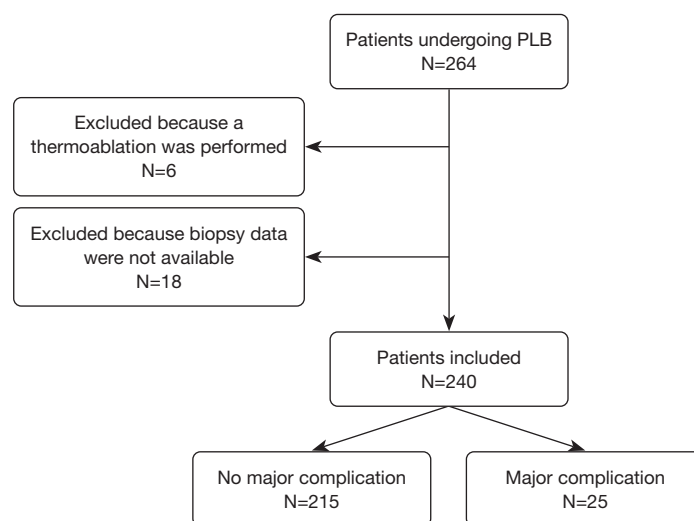 Patients undergoing PLB
N=264
Excluded because a
thermoablation was performed
N=6
Excluded because biopsy data
were not available
N=18
Patients included
N=240
No major complication
N=215
Major complication
N=25